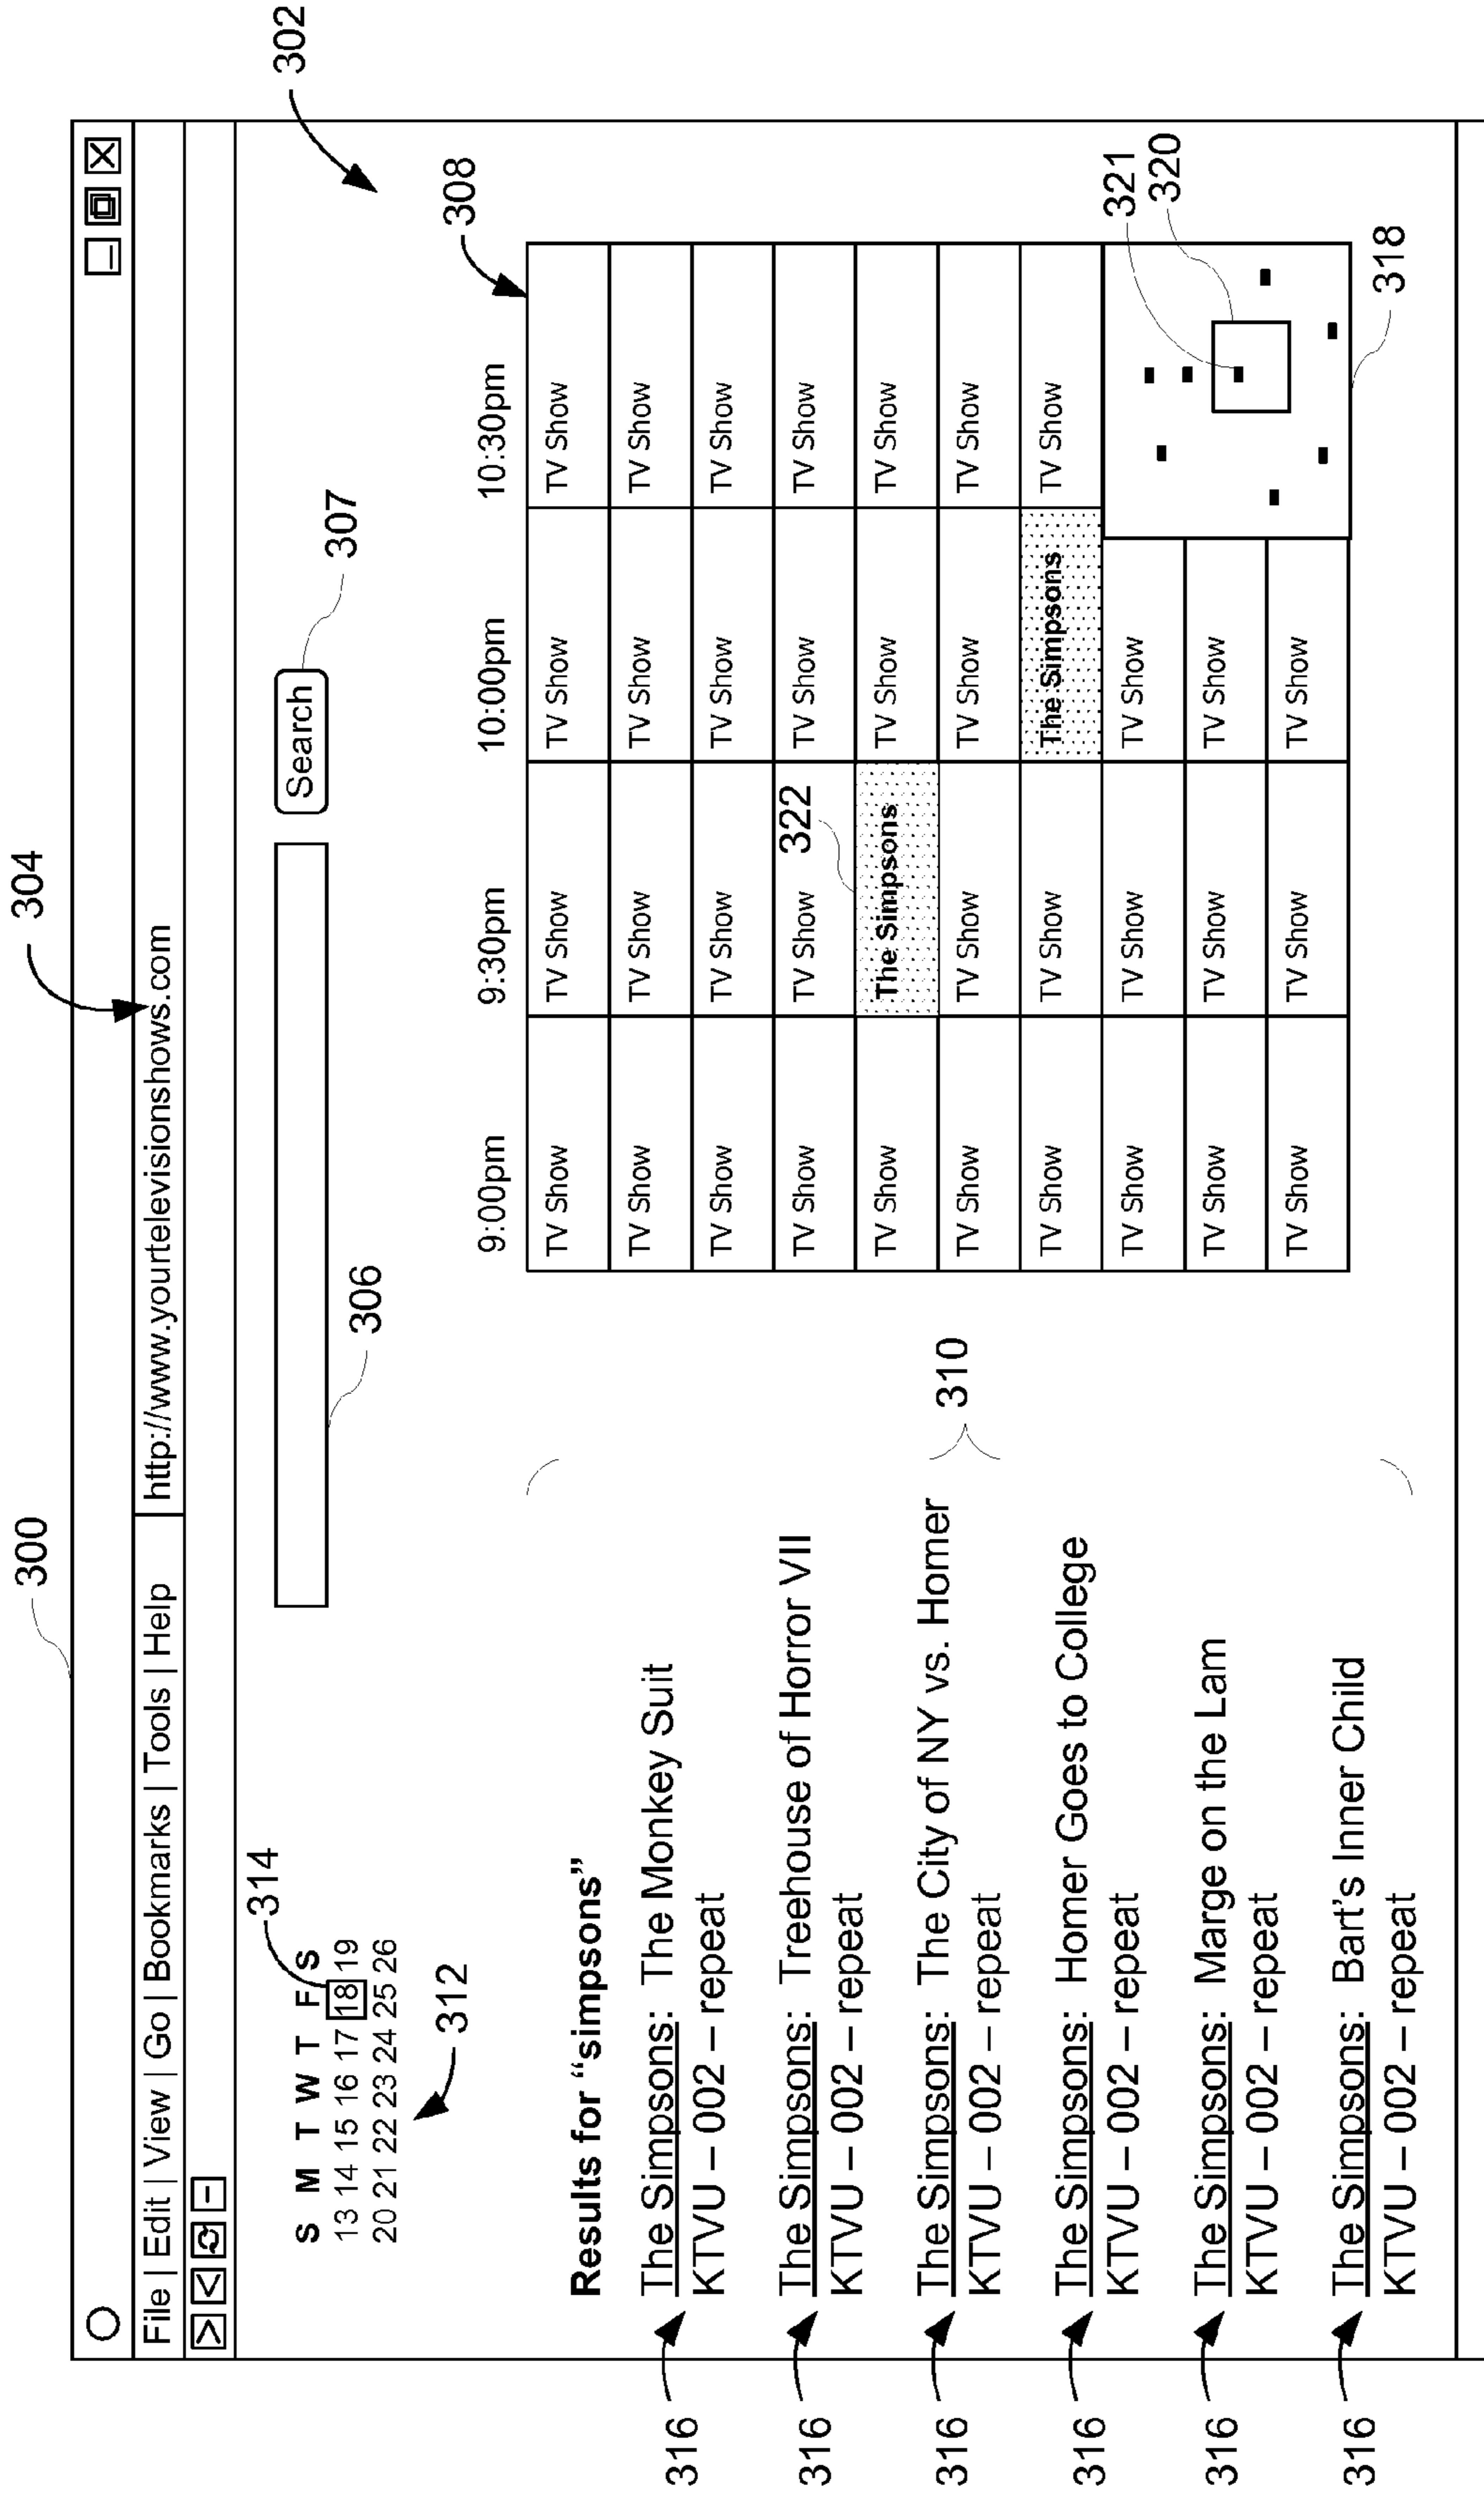 300
304
302
File | Edit | View | Go | Bookmarks | Tools | Help
http://www.yourtelevisionshows.com
314
S M T W T F S
13 14 15 16 17 18 19
20 21 22 23 24 25 26
312
306
Search
307
308
Results for “simpsons”
316
The Simpsons: The Monkey Suit
KTVU – 002 – repeat
316
The Simpsons: Treehouse of Horror VII
KTVU – 002 – repeat
316
The Simpsons: The City of NY vs. Homer
KTVU – 002 – repeat
316
The Simpsons: Homer Goes to College
KTVU – 002 – repeat
316
The Simpsons: Marge on the Lam
KTVU – 002 – repeat
316
The Simpsons: Bart’s Inner Child
KTVU – 002 – repeat
310
9:00pm 9:30pm 10:00pm 10:30pm
TV Show TV Show TV Show TV Show
TV Show TV Show TV Show TV Show
TV Show TV Show TV Show TV Show
TV Show TV Show TV Show TV Show
322
TV Show The Simpsons TV Show TV Show
TV Show TV Show TV Show TV Show
TV Show TV Show The Simpsons TV Show
TV Show TV Show TV Show
TV Show TV Show TV Show
TV Show TV Show TV Show
321
320
318